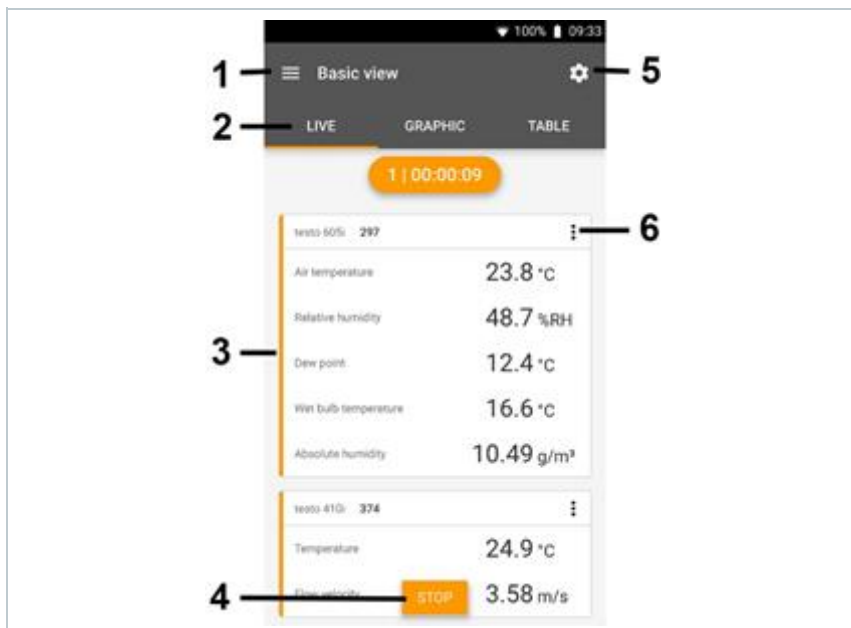 100% 09:33
1 Basic view 5
2 LIVE GRAPHIC TABLE
1 | 00:00:09
testo 605i 297 6
Air temperature 23.8 °C
Relative humidity 48.7 %RH
3 Dew point 12.4 °C
Wet bulb temperature 16.6 °C
Absolute humidity 10.49 g/m³
testo 410i 374
Temperature 24.9 °C
4 Flow velocity STOP 3.58 m/s